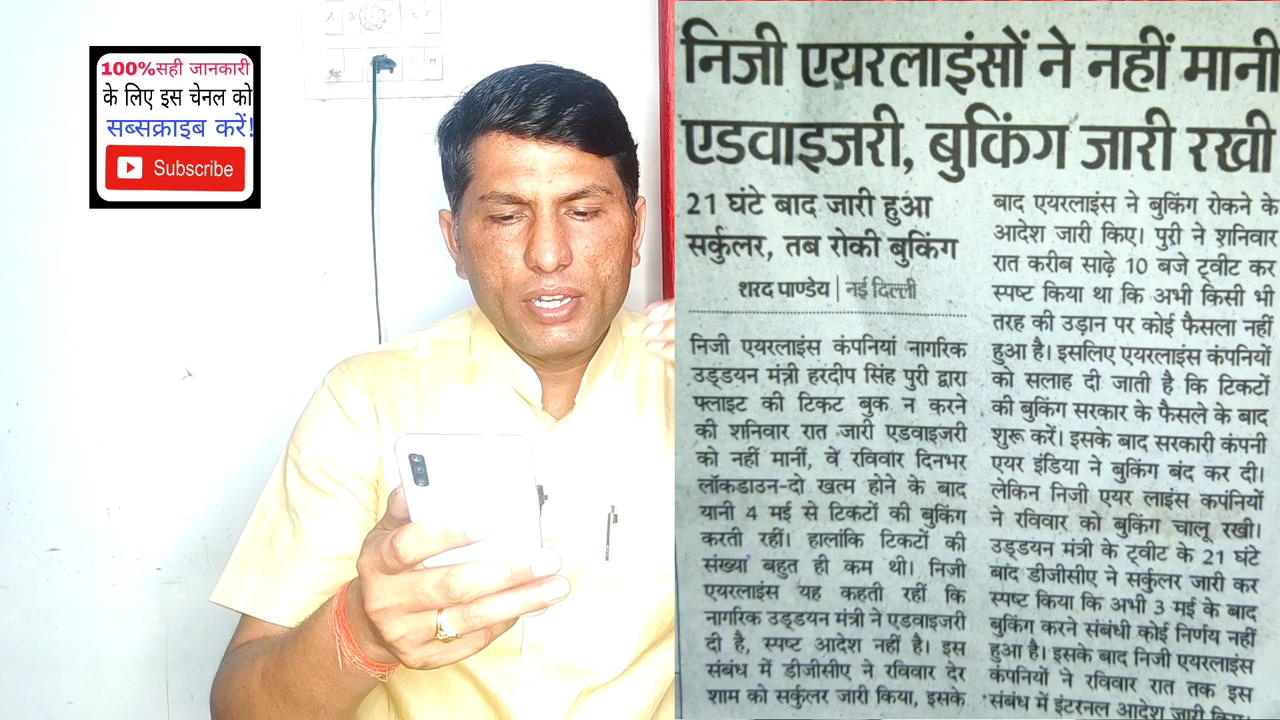 100%सही जानकारी
के लिए इस चेनल को
सब्सक्राइब करें!
Subscribe
निजी एयरलाइंसों ने नहीं मानी
एडवाइजरी, बुकिंग जारी रखी
21 घंटे बाद जारी हुआ
सर्कुलर, तब रोकी बुकिंग
शरद पाण्डेय | नई दिल्ली
निजी एयरलाइंस कंपनियां नागरिक
उड्डयन मंत्री हरदीप सिंह पुरी द्वारा
फ्लाइट की टिकट बुक न करने
की शनिवार रात जारी एडवाइजरी
को नहीं मानीं, वे रविवार दिनभर
लॉकडाउन-दो खत्म होने के बाद
यानी 4 मई से टिकटों की बुकिंग
करती रहीं। हालांकि टिकटों की
संख्या बहुत ही कम थी। निजी
एयरलाइंस यह कहती रहीं कि
नागरिक उड्डयन मंत्री ने एडवाइजरी
दी है, स्पष्ट आदेश नहीं है। इस
संबंध में डीजीसीए ने रविवार देर
शाम को सर्कुलर जारी किया, इसके
बाद एयरलाइंस ने बुकिंग रोकने के
आदेश जारी किए। पुरी ने शनिवार
रात करीब साढ़े 10 बजे ट्वीट कर
स्पष्ट किया था कि अभी किसी भी
तरह की उड़ान पर कोई फैसला नहीं
हुआ है। इसलिए एयरलाइंस कंपनियों
को सलाह दी जाती है कि टिकटों
की बुकिंग सरकार के फैसले के बाद
शुरू करें। इसके बाद सरकारी कंपनी
एयर इंडिया ने बुकिंग बंद कर दी।
लेकिन निजी एयर लाइंस कपंनियों
ने रविवार को बुकिंग चालू रखी।
उड्डयन मंत्री के ट्वीट के 21 घंटे
बाद डीजीसीए ने सर्कुलर जारी कर
स्पष्ट किया कि अभी 3 मई के बाद
बुकिंग करने संबंधी कोई निर्णय नहीं
हुआ है। इसके बाद निजी एयरलाइंस
कंपनियों ने रविवार रात तक इस
संबंध में इंटरनल आदेश जारी किए।